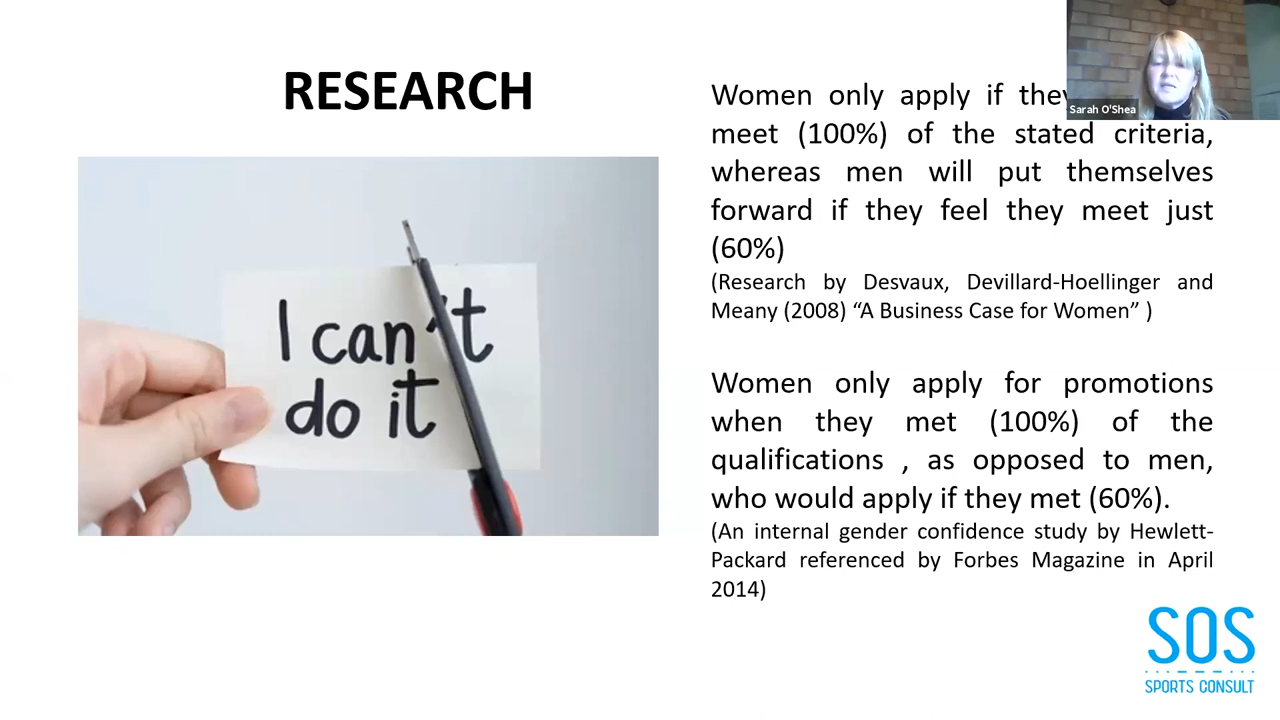 RESEARCH
Women only apply if they
Sarah O'Shea
meet (100%) of the stated criteria,
whereas men will put themselves
forward if they feel they meet just
(60%)
(Research by Desvaux, Devillard-Hoellinger and
Meany (2008) “A Business Case for Women” )
I can't
do it
Women only apply for promotions
when they met (100%) of the
qualifications , as opposed to men,
who would apply if they met (60%).
(An internal gender confidence study by Hewlett-
Packard referenced by Forbes Magazine in April
2014)
SOS
SPORTS CONSULT